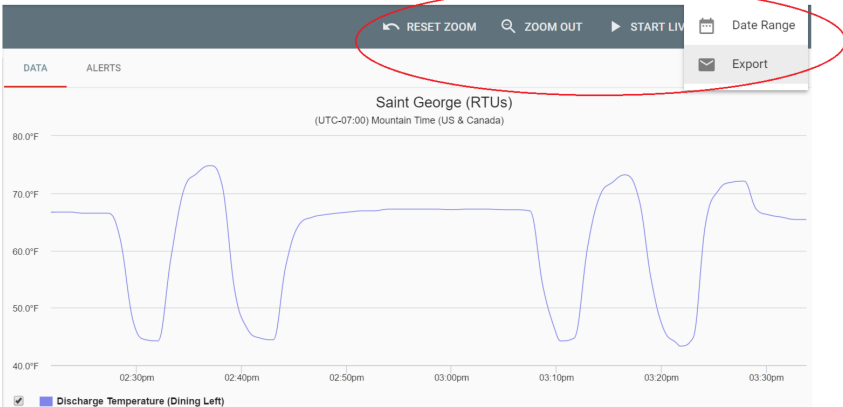 RESET ZOOM ZOOM OUT START LIV Date Range
Export
DATA ALERTS
Saint George (RTUs)
(UTC-07:00) Mountain Time (US & Canada)
80.0°F
70.0°F
60.0°F
50.0°F
40.0°F
02:30pm 02:40pm 02:50pm 03:00pm 03:10pm 03:20pm 03:30pm
Discharge Temperature (Dining Left)